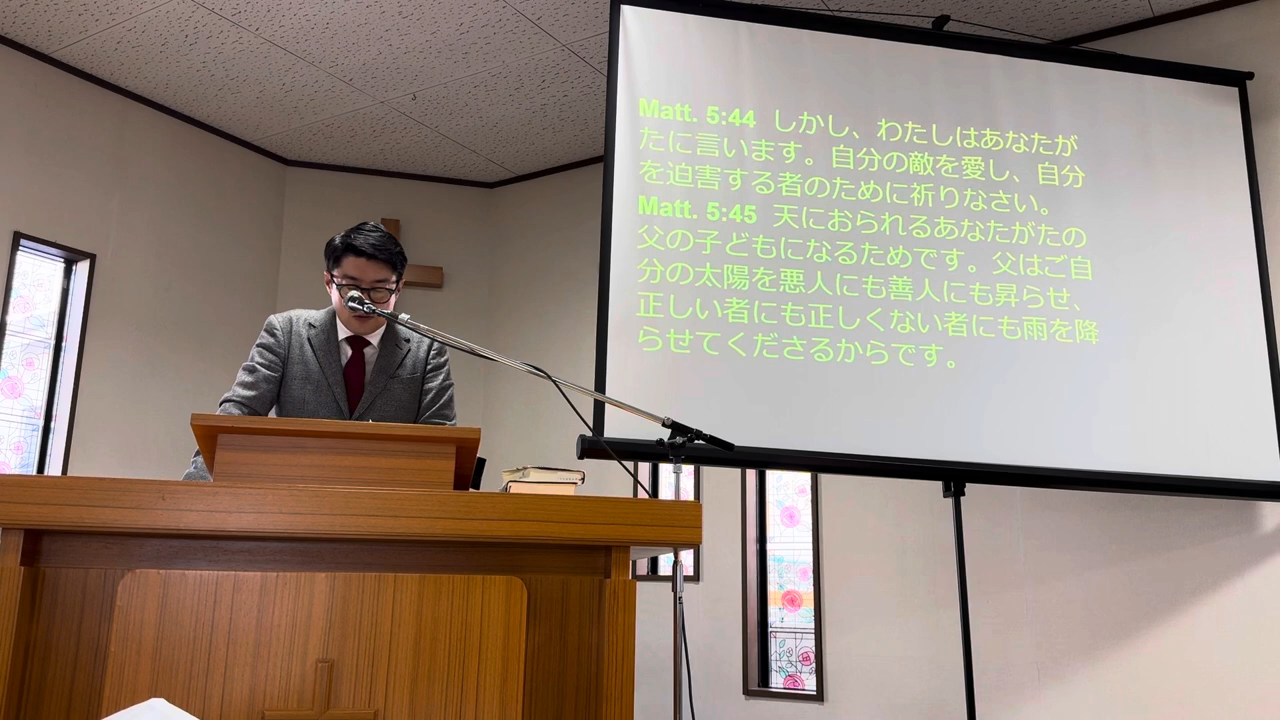 Matt. 5:44 しかし、わたしはあなたが
たに言います。自分の敵を愛し、自分
を迫害する者のために祈りなさい。
Matt. 5:45 天におられるあなたがたの
父の子どもになるためです。父はご自
分の太陽を悪人にも善人にも昇らせ、
正しい者にも正しくない者にも雨を降
らせてくださるからです。